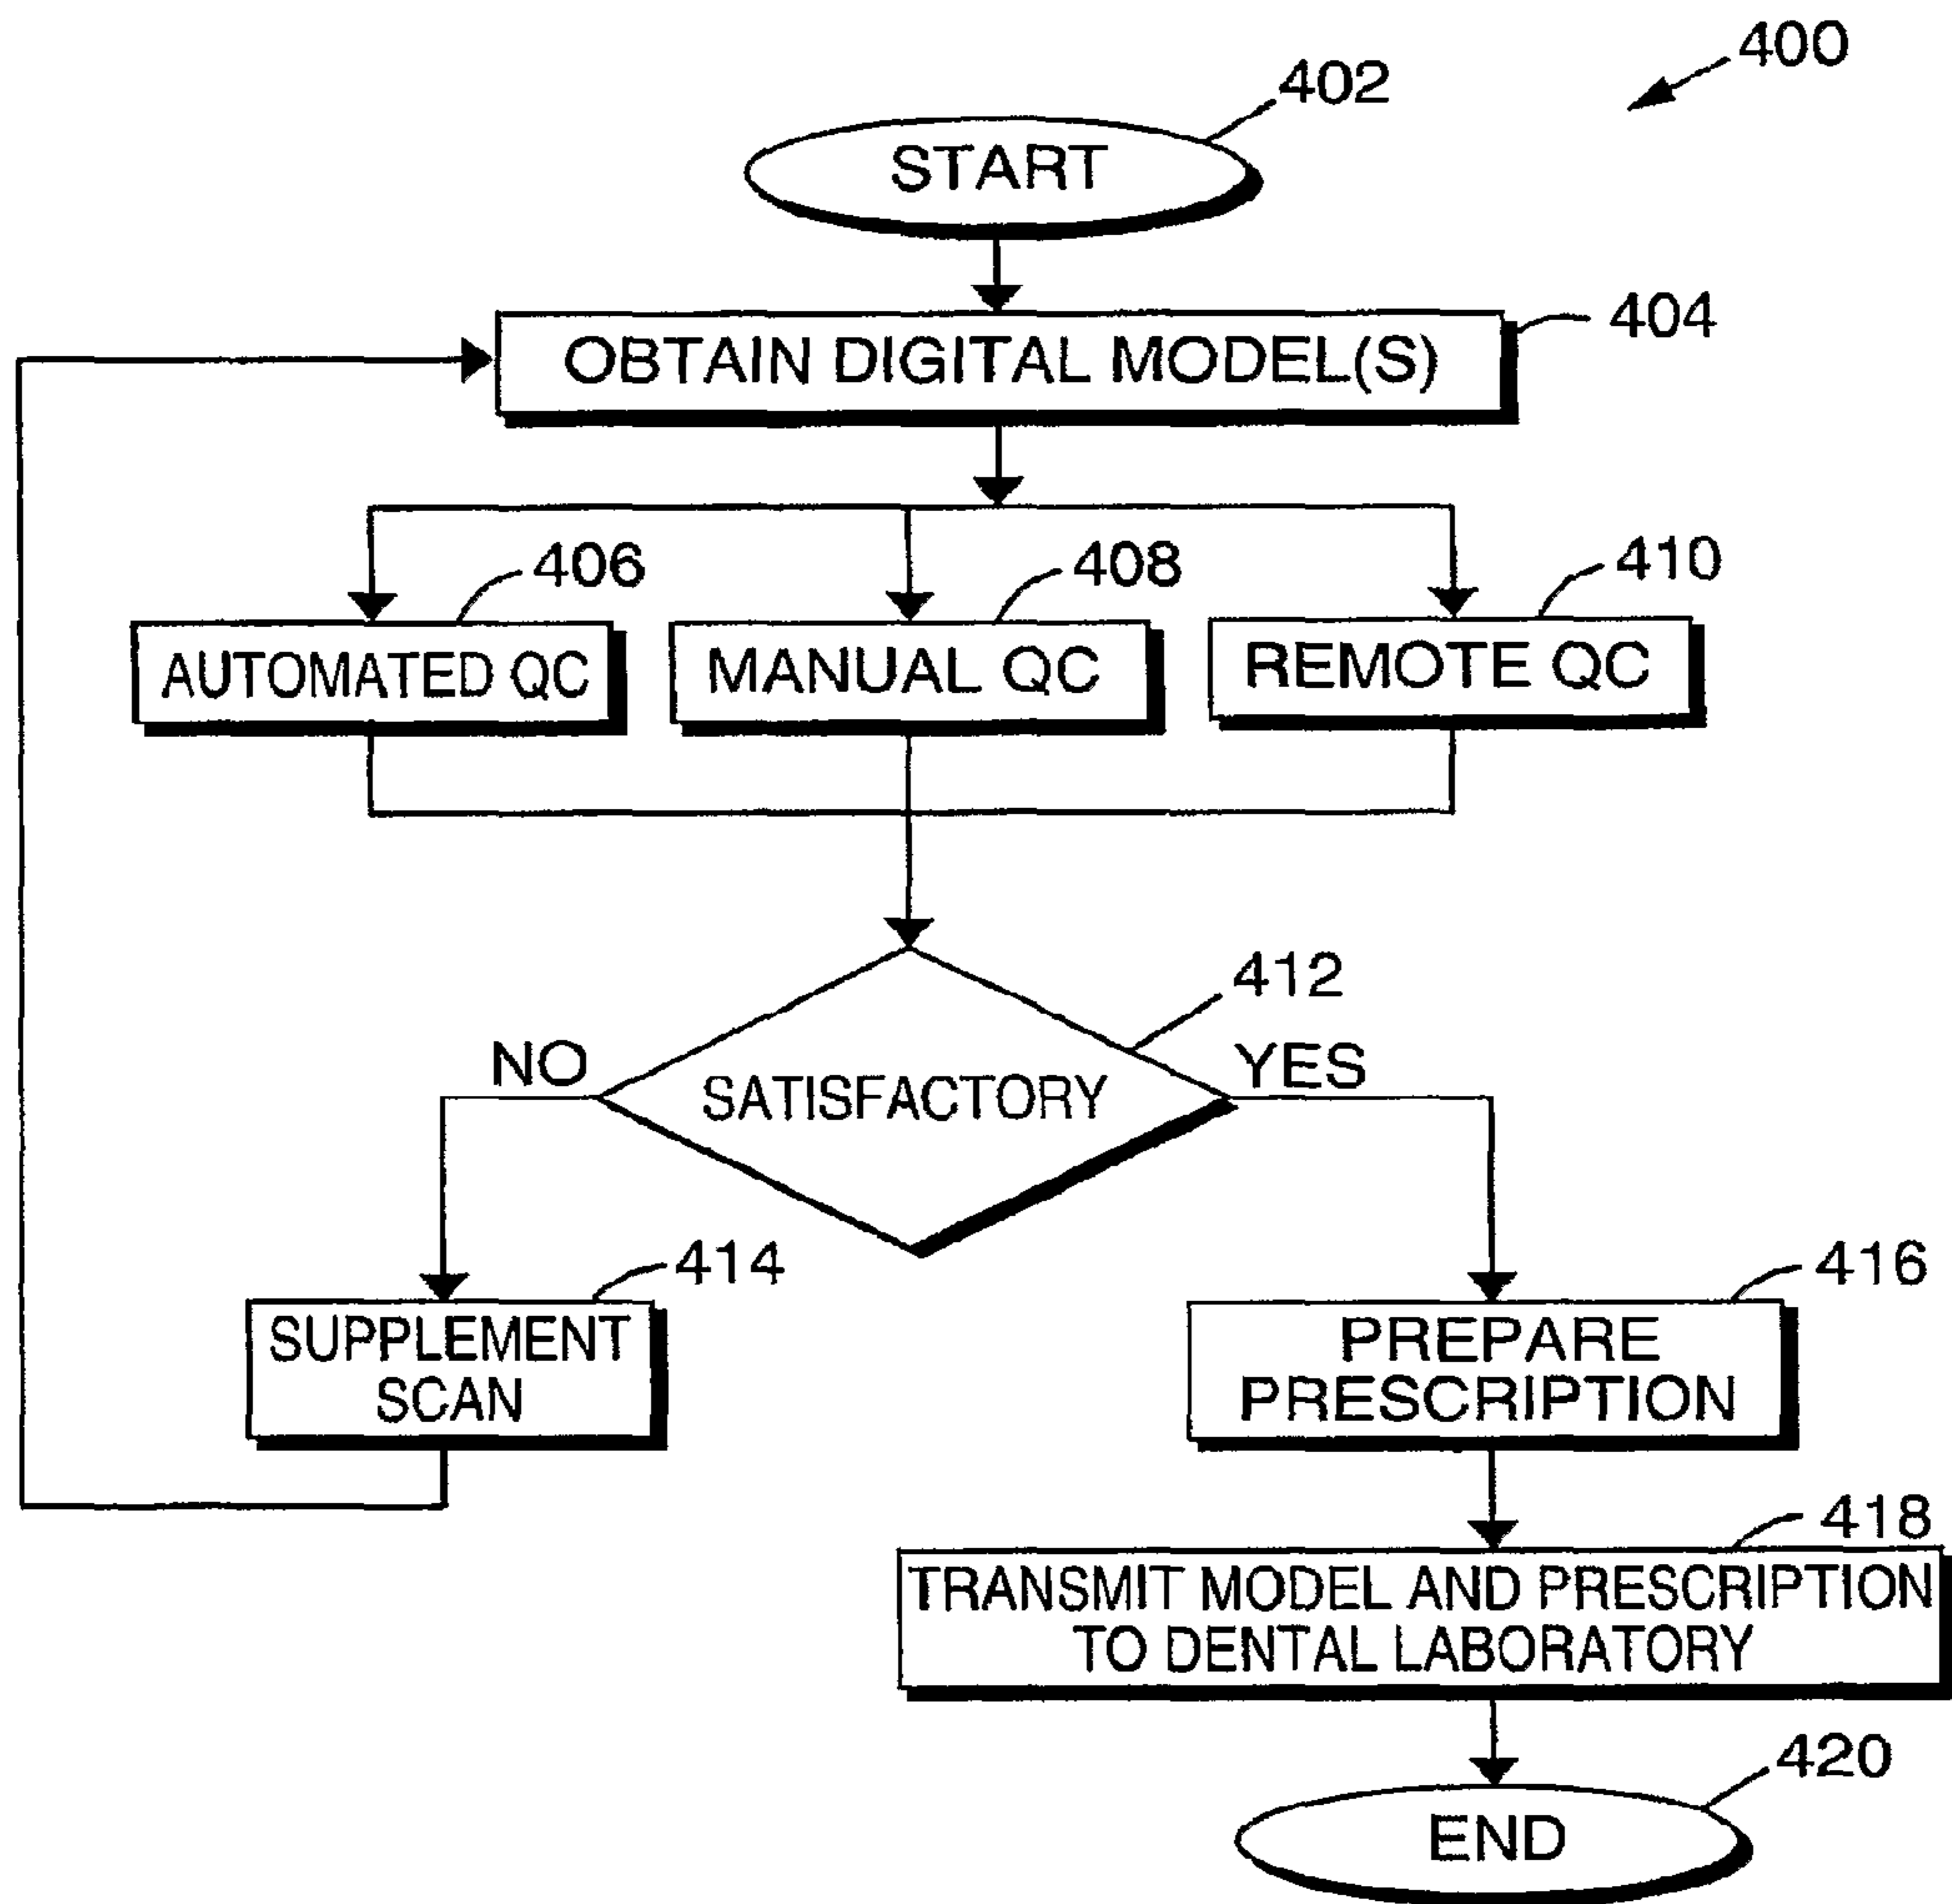 400
402
START
404
OBTAIN DIGITAL MODEL(S)
406
408
410
AUTOMATED QC
MANUAL QC
REMOTE QC
412
NO
YES
SATISFACTORY
414
416
SUPPLEMENT
SCAN
PREPARE
PRESCRIPTION
418
TRANSMIT MODEL AND PRESCRIPTION
TO DENTAL LABORATORY
420
END